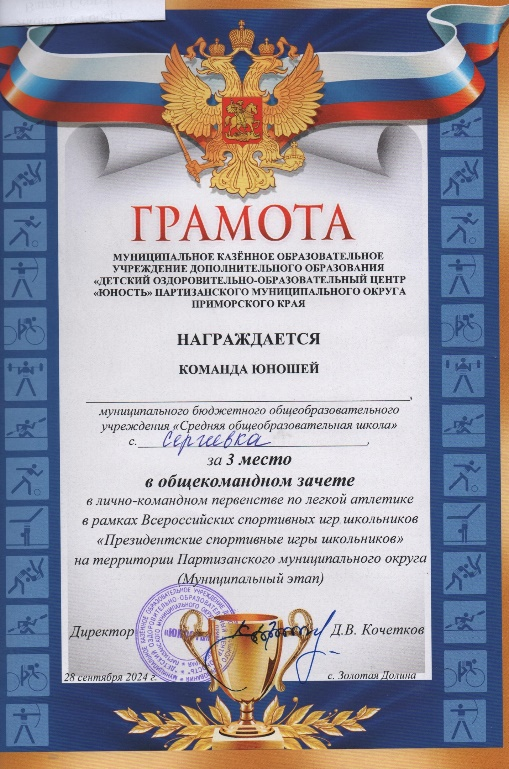 ГРАМОТА
МУНИЦИПАЛЬНОЕ КАЗЁННОЕ ОБРАЗОВАТЕЛЬНОЕ
УЧРЕЖДЕНИЕ ДОПОЛНИТЕЛЬНОГО ОБРАЗОВАНИЯ
«ДЕТСКИЙ ОЗДОРОВИТЕЛЬНО-ОБРАЗОВАТЕЛЬНЫЙ ЦЕНТР
«ЮНОСТЬ» ПАРТИЗАНСКОГО МУНИЦИПАЛЬНОГО ОКРУГА
ПРИМОРСКОГО КРАЯ
НАГРАЖДАЕТСЯ
КОМАНДА ЮНОШЕЙ
муниципального бюджетного общеобразовательного
учреждения «Средняя общеобразовательная школа»
с. Сергеевка,
за 3 место
в общекомандном зачете
в лично-командном первенстве по легкой атлетике
в рамках Всероссийских спортивных игр школьников
«Президентские спортивные игры школьников»
на территории Партизанского муниципального округа
(Муниципальный этап)
Директор Д.В. Кочетков
28 сентября 2024 г. с. Золотая Долина